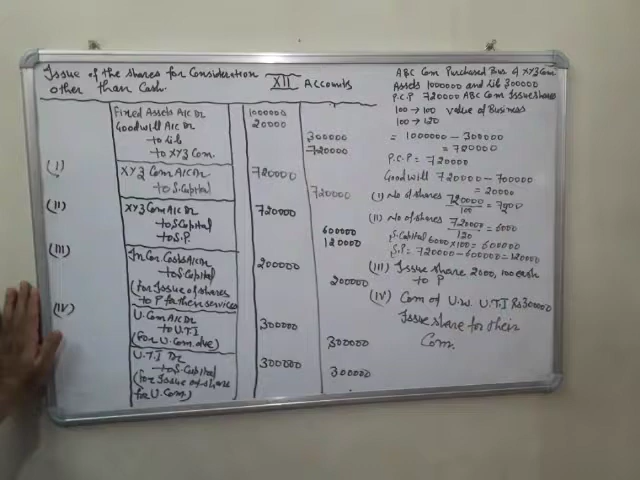 Issue of the shares for Consideration
other than Cash.
XII Accounts
Fixed Assets A/C Dr 1000000
Goodwill A/C Dr 20000
to Lib 300000
to XYZ Com. 720000
(I) XYZ Com A/C Dr 720000
to S.Capital 720000
(II) XYZ Com A/C Dr 720000
to S.Capital 600000
to S.P. 120000
(III) In Cor Costs A/C Dr 200000
to S.Capital 200000
(For Issue of shares
to P for their services
(IV) U.Com A/C Dr 300000
to U.T.I 300000
(For U.Com.due)
U.T.I Dr 300000
to S.Capital 300000
(for Issue of share
for U.Com.)
ABC Com Purchased Bus. of XYZ Com
Assets 1000000 and Lib 300000
P.C.P 720000 ABC Com Issue shares
100 → 100 Value of Business
100 → 120
= 1000000 - 300000
= 720000
P.C.P = 720000
Goodwill 720000 - 700000
= 20000
(I) No of shares 720000/100 = 7200
(II) No of shares 720000/120 = 6000
S.Capital 6000x100 = 600000
S.P = 720000 - 600000 = 120000
(III) Issue share 2000, 100 each
to P
(IV) Com of U.W. U.T.I Rs 300000
Issue share for their
Com.